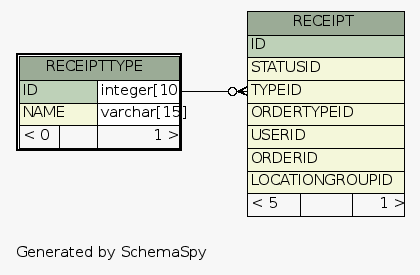 RECEIPTTYPE
ID integer[10
NAME varchar[15]
< 0 1 >
RECEIPT
ID
STATUSID
TYPEID
ORDERTYPEID
USERID
ORDERID
LOCATIONGROUPID
< 5 1 >
Generated by SchemaSpy